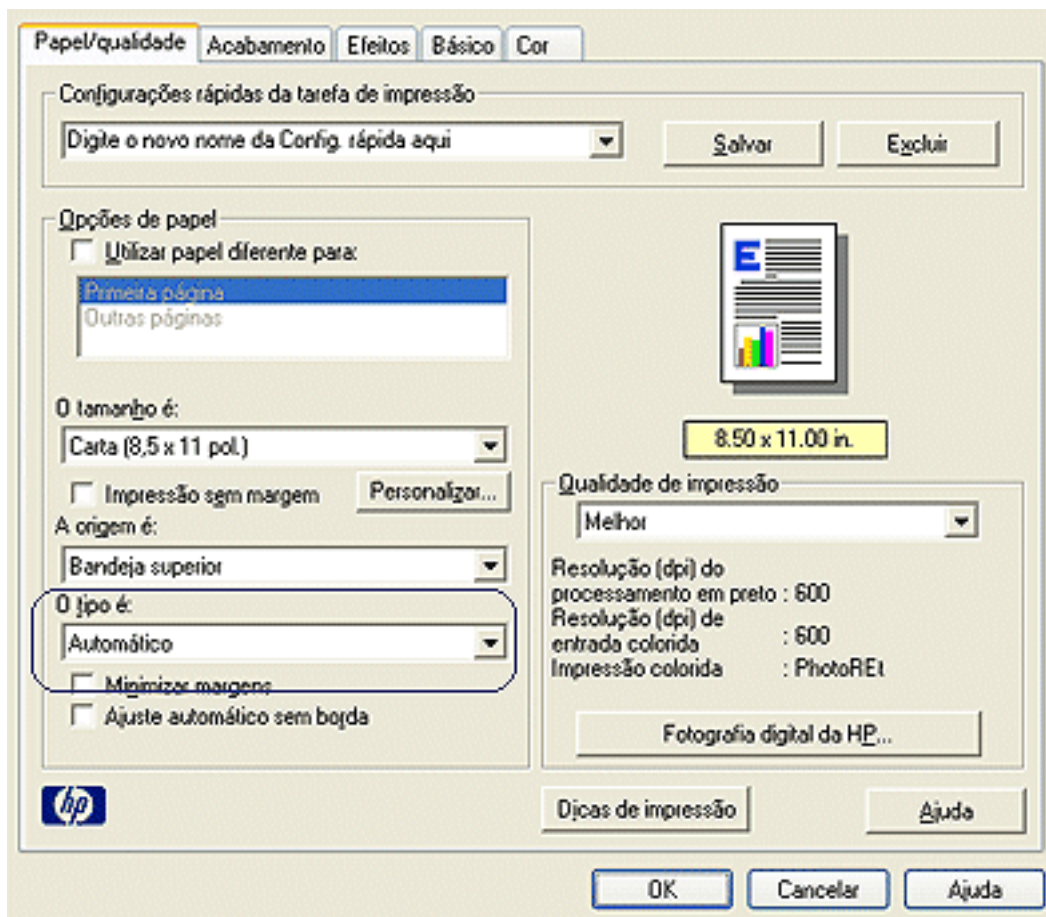 Papel/qualidade Acabamento Efeitos Básico Cor
Configurações rápidas da tarefa de impressão
Digite o novo nome da Config. rápida aqui
Salvar
Excluir
Opções de papel
Utilizar papel diferente para:
Primeira página
Outras páginas
O tamanho é:
Carta (8,5 x 11 pol.)
Impressão sem margem
Personalizar...
A origem é:
Bandeja superior
O tipo é:
Automático
Minimizar margens
Ajuste automático sem borda
E
8.50 x 11.00 in.
Qualidade de impressão
Melhor
Resolução (dpi) do
processamento em preto : 600
Resolução (dpi) de
entrada colorida : 600
Impressão colorida : PhotoREt
Fotografia digital da HP...
hp
Dicas de impressão
Ajuda
OK
Cancelar
Ajuda